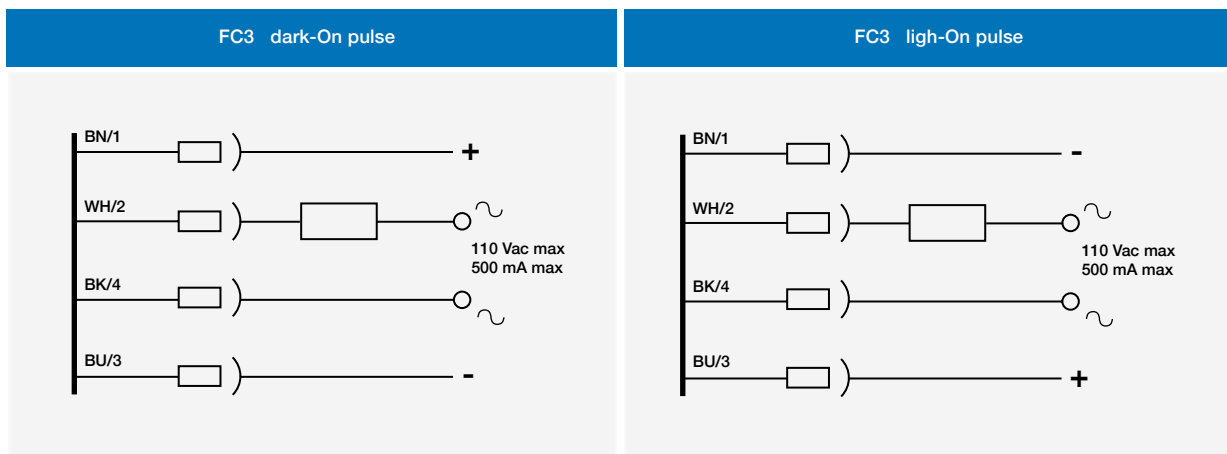 FC3 dark-On pulse
BN/1
+
WH/2
110 Vac max
500 mA max
BK/4
BU/3
-
FC3 ligh-On pulse
BN/1
-
WH/2
110 Vac max
500 mA max
BK/4
BU/3
+